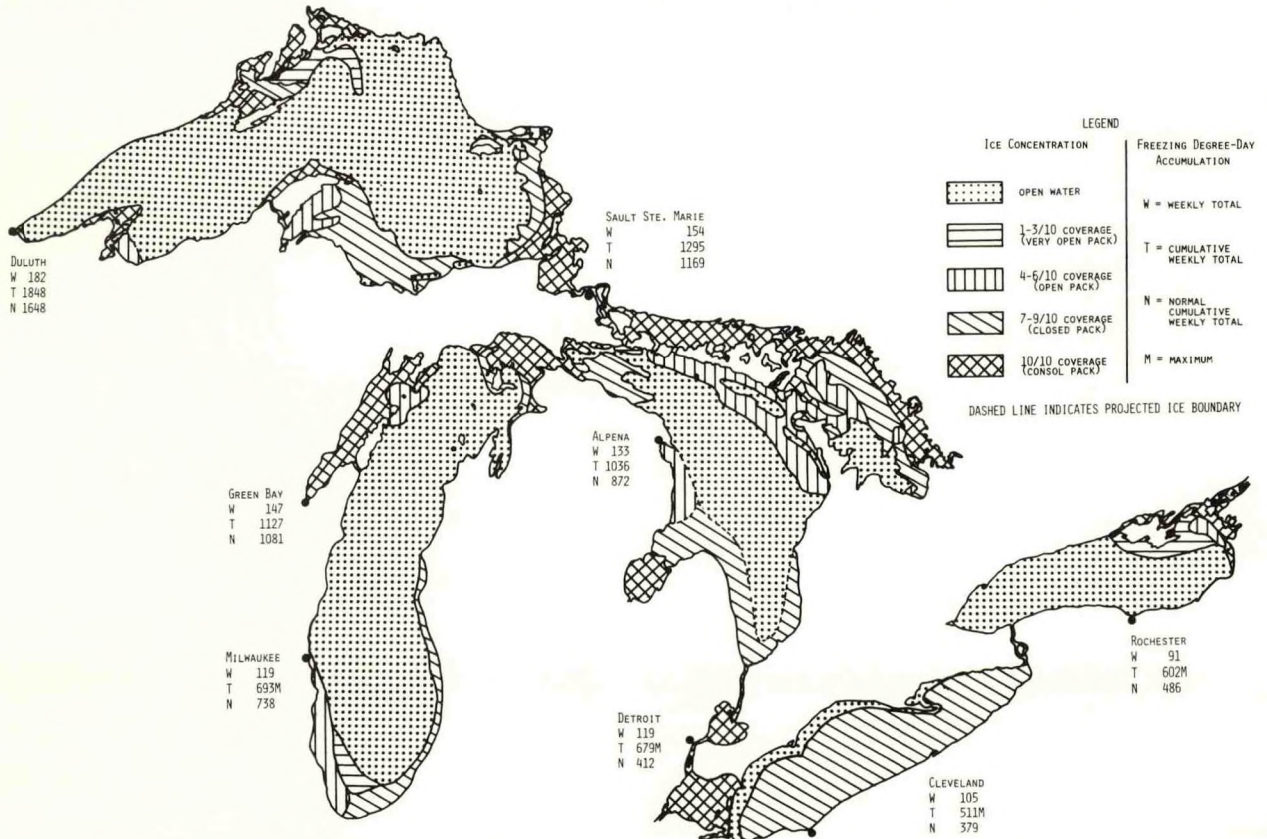 LEGEND
ICE CONCENTRATION
OPEN WATER
1-3/10 COVERAGE
(VERY OPEN PACK)
4-6/10 COVERAGE
(OPEN PACK)
7-9/10 COVERAGE
(CLOSED PACK)
10/10 COVERAGE
(CONSOL PACK)
FREEZING DEGREE-DAY
ACCUMULATION
W = WEEKLY TOTAL
T = CUMULATIVE
WEEKLY TOTAL
N = NORMAL
CUMULATIVE
WEEKLY TOTAL
M = MAXIMUM
DASHED LINE INDICATES PROJECTED ICE BOUNDARY
SAULT STE. MARIE
W 154
T 1295
N 1169
DULUTH
W 182
T 1848
N 1648
ALPENA
W 133
T 1036
N 872
GREEN BAY
W 147
T 1127
N 1081
MILWAUKEE
W 119
T 693M
N 738
ROCHESTER
W 91
T 602M
N 486
DETROIT
W 119
T 679M
N 412
CLEVELAND
W 105
T 511M
N 379